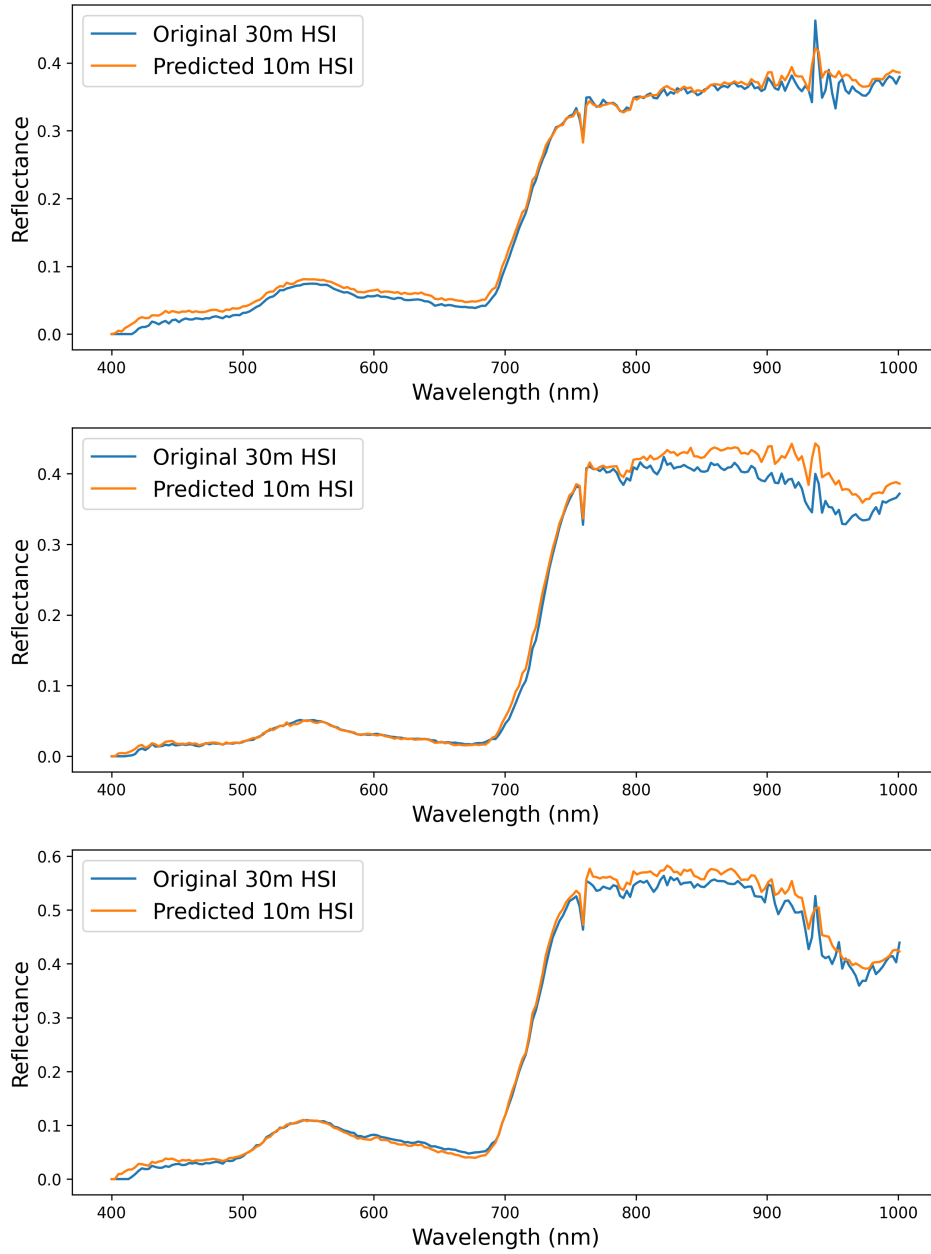 Original 30m HSI
Predicted 10m HSI
0.4
0.3
0.2
0.1
0.0
Reflectance
400 500 600 700 800 900 1000
Wavelength (nm)
Original 30m HSI
Predicted 10m HSI
0.4
0.3
0.2
0.1
0.0
Reflectance
400 500 600 700 800 900 1000
Wavelength (nm)
0.6
Original 30m HSI
Predicted 10m HSI
0.5
0.4
0.3
0.2
0.1
0.0
Reflectance
400 500 600 700 800 900 1000
Wavelength (nm)